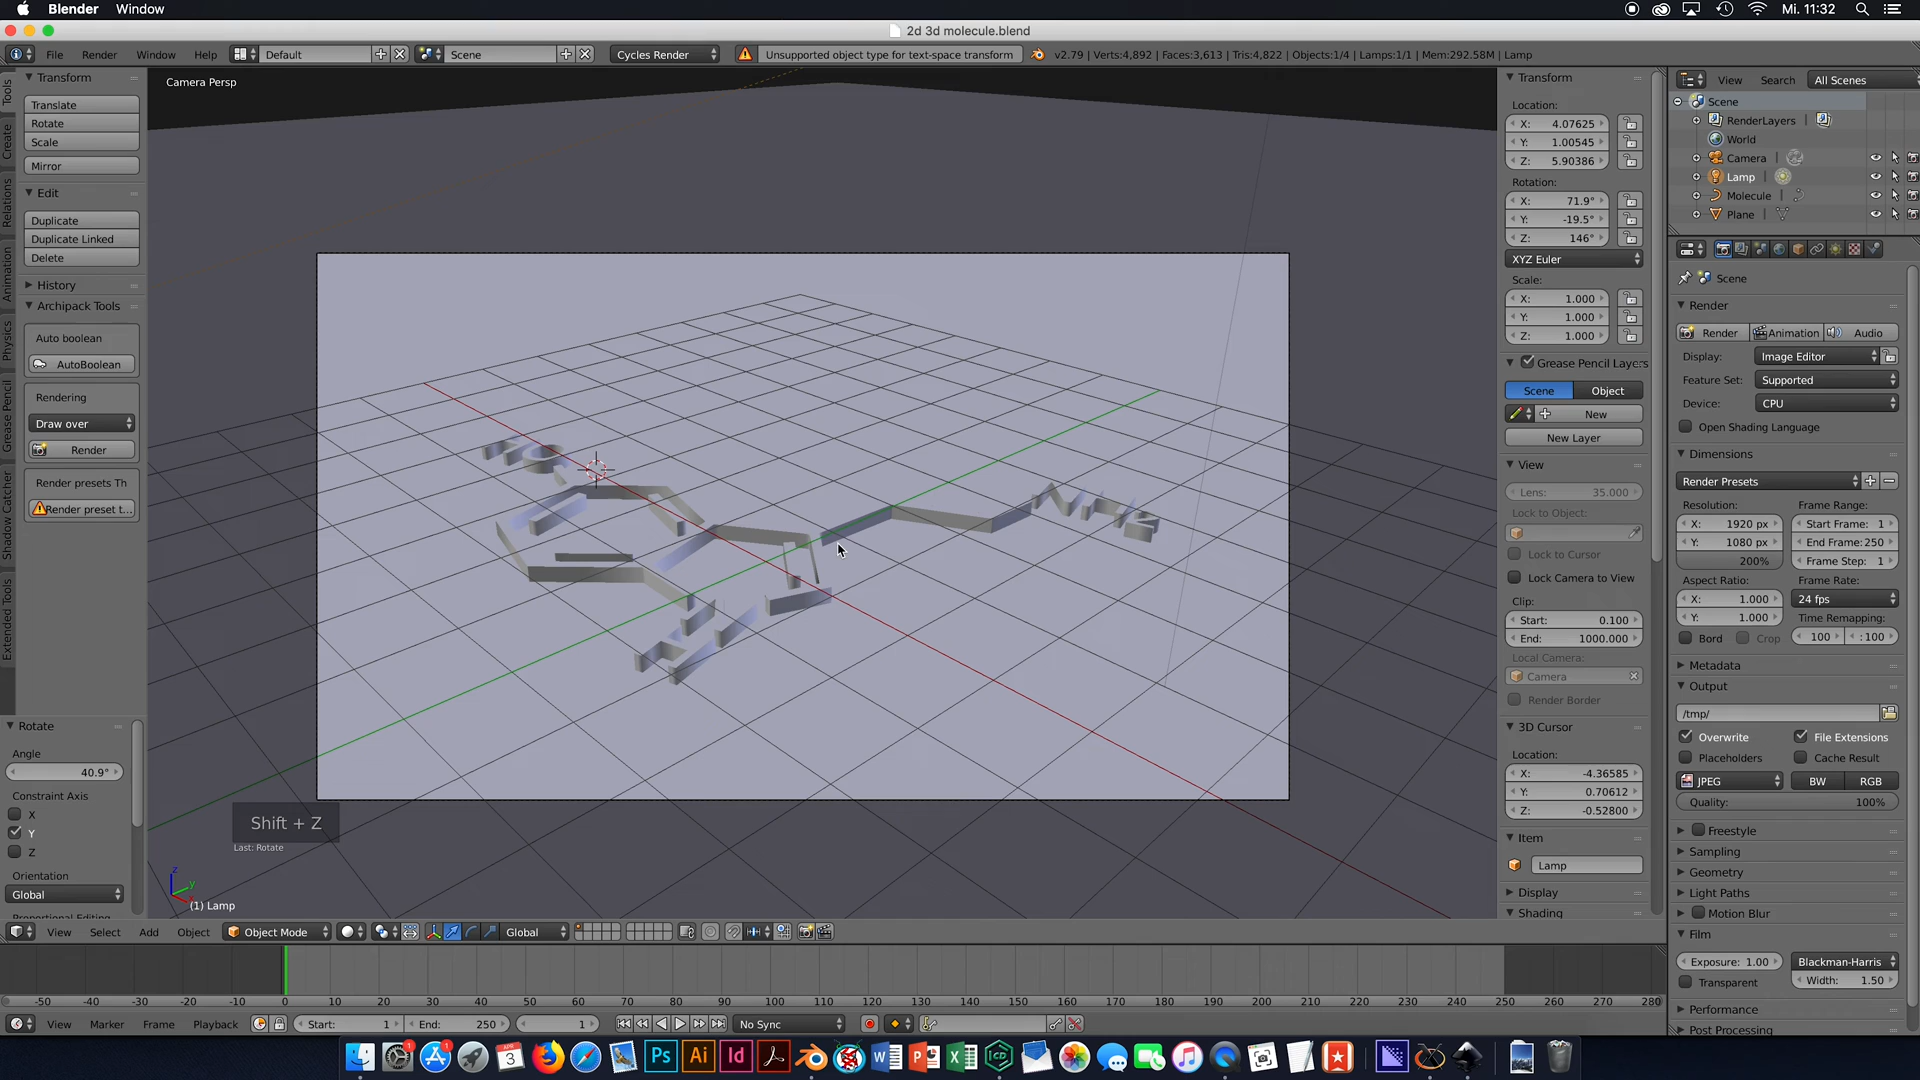 Blender Window Mi. 11:32
2d 3d molecule.blend
File Render Window Help Default Scene Cycles Render Unsupported object type for text-space transform v2.79 | Verts:4,892 | Faces:3,613 | Tris:4,822 | Objects:1/4 | Lamps:1/1 | Mem:292.58M | Lamp
Tools
Create
Relations
Animation
Physics
Grease Pencil
Shadow Catcher
Extended Tools
Transform
Translate
Rotate
Scale
Mirror
Edit
Duplicate
Duplicate Linked
Delete
History
Archipack Tools
Auto boolean
AutoBoolean
Rendering
Draw over
Render
Render presets Th
Render preset t...
Rotate
Angle
40.9°
Constraint Axis
X
Y
Z
Orientation
Global
Proportional Editing
Camera Persp
HO
NH2
Shift + Z
Last: Rotate
z
y
(1) Lamp
Transform
Location:
X: 4.07625
Y: 1.00545
Z: 5.90386
Rotation:
X: 71.9°
Y: -19.5°
Z: 146°
XYZ Euler
Scale:
X: 1.000
Y: 1.000
Z: 1.000
Grease Pencil Layers
Scene Object
New
New Layer
View
Lens: 35.000
Lock to Object:
Lock to Cursor
Lock Camera to View
Clip:
Start: 0.100
End: 1000.000
Local Camera:
Camera
Render Border
3D Cursor
Location:
X: -4.36585
Y: 0.70612
Z: -0.52800
Item
Lamp
Display
Shading
View Search All Scenes
Scene
RenderLayers
World
Camera
Lamp
Molecule
Plane
Scene
Render
Render Animation Audio
Display: Image Editor
Feature Set: Supported
Device: CPU
Open Shading Language
Dimensions
Render Presets
Resolution: Frame Range:
X: 1920 px Start Frame: 1
Y: 1080 px End Frame: 250
200% Frame Step: 1
Aspect Ratio: Frame Rate:
X: 1.000 24 fps
Y: 1.000 Time Remapping:
Bord Crop 100 : 100
Metadata
Output
/tmp/
Overwrite File Extensions
Placeholders Cache Result
JPEG BW RGB
Quality: 100%
Freestyle
Sampling
Geometry
Light Paths
Motion Blur
Film
Exposure: 1.00 Blackman-Harris
Transparent Width: 1.50
Performance
Post Processing
View Select Add Object Object Mode Global
-50 -40 -30 -20 -10 0 10 20 30 40 50 60 70 80 90 100 110 120 130 140 150 160 170 180 190 200 210 220 230 240 250 260 270 280
View Marker Frame Playback Start: 1 End: 250 1 No Sync
1 1 APR 3 Ps Ai Id W P X